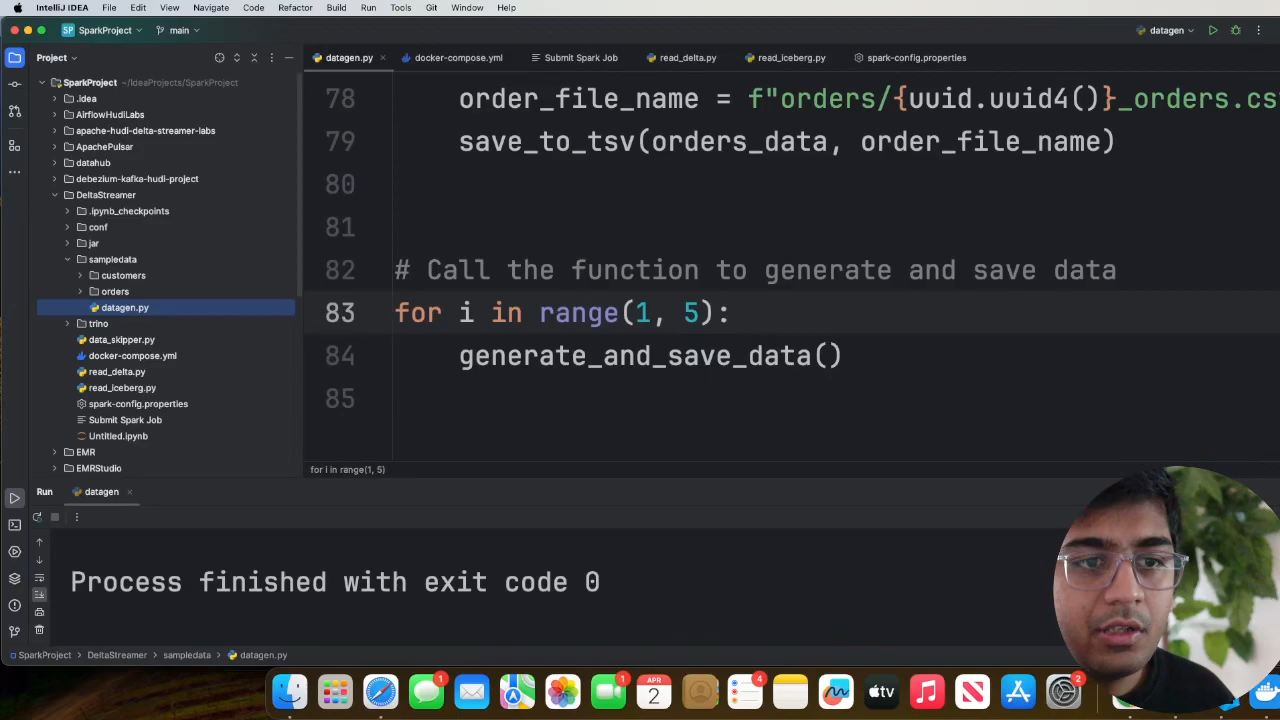 IntelliJ IDEA File Edit View Navigate Code Refactor Build Run Tools Git Window Help
SP SparkProject main datagen
Project
datagen.py docker-compose.yml Submit Spark Job read_delta.py read_iceberg.py spark-config.properties
SparkProject ~/IdeaProjects/SparkProject
.idea
AirflowHudiLabs
apache-hudi-delta-streamer-labs
ApachePulsar
datahub
debezium-kafka-hudi-project
DeltaStreamer
.ipynb_checkpoints
conf
jar
sampledata
customers
orders
datagen.py
trino
data_skipper.py
docker-compose.yml
read_delta.py
read_iceberg.py
spark-config.properties
Submit Spark Job
Untitled.ipynb
EMR
EMRStudio
78 order_file_name = f"orders/{uuid.uuid4()}_orders.cs
79 save_to_tsv(orders_data, order_file_name)
80
81
82 # Call the function to generate and save data
83 for i in range(1, 5):
84 generate_and_save_data()
85
for i in range(1, 5)
Run datagen
Process finished with exit code 0
SparkProject DeltaStreamer sampledata datagen.py
1 1 APR 2 4 tv 2